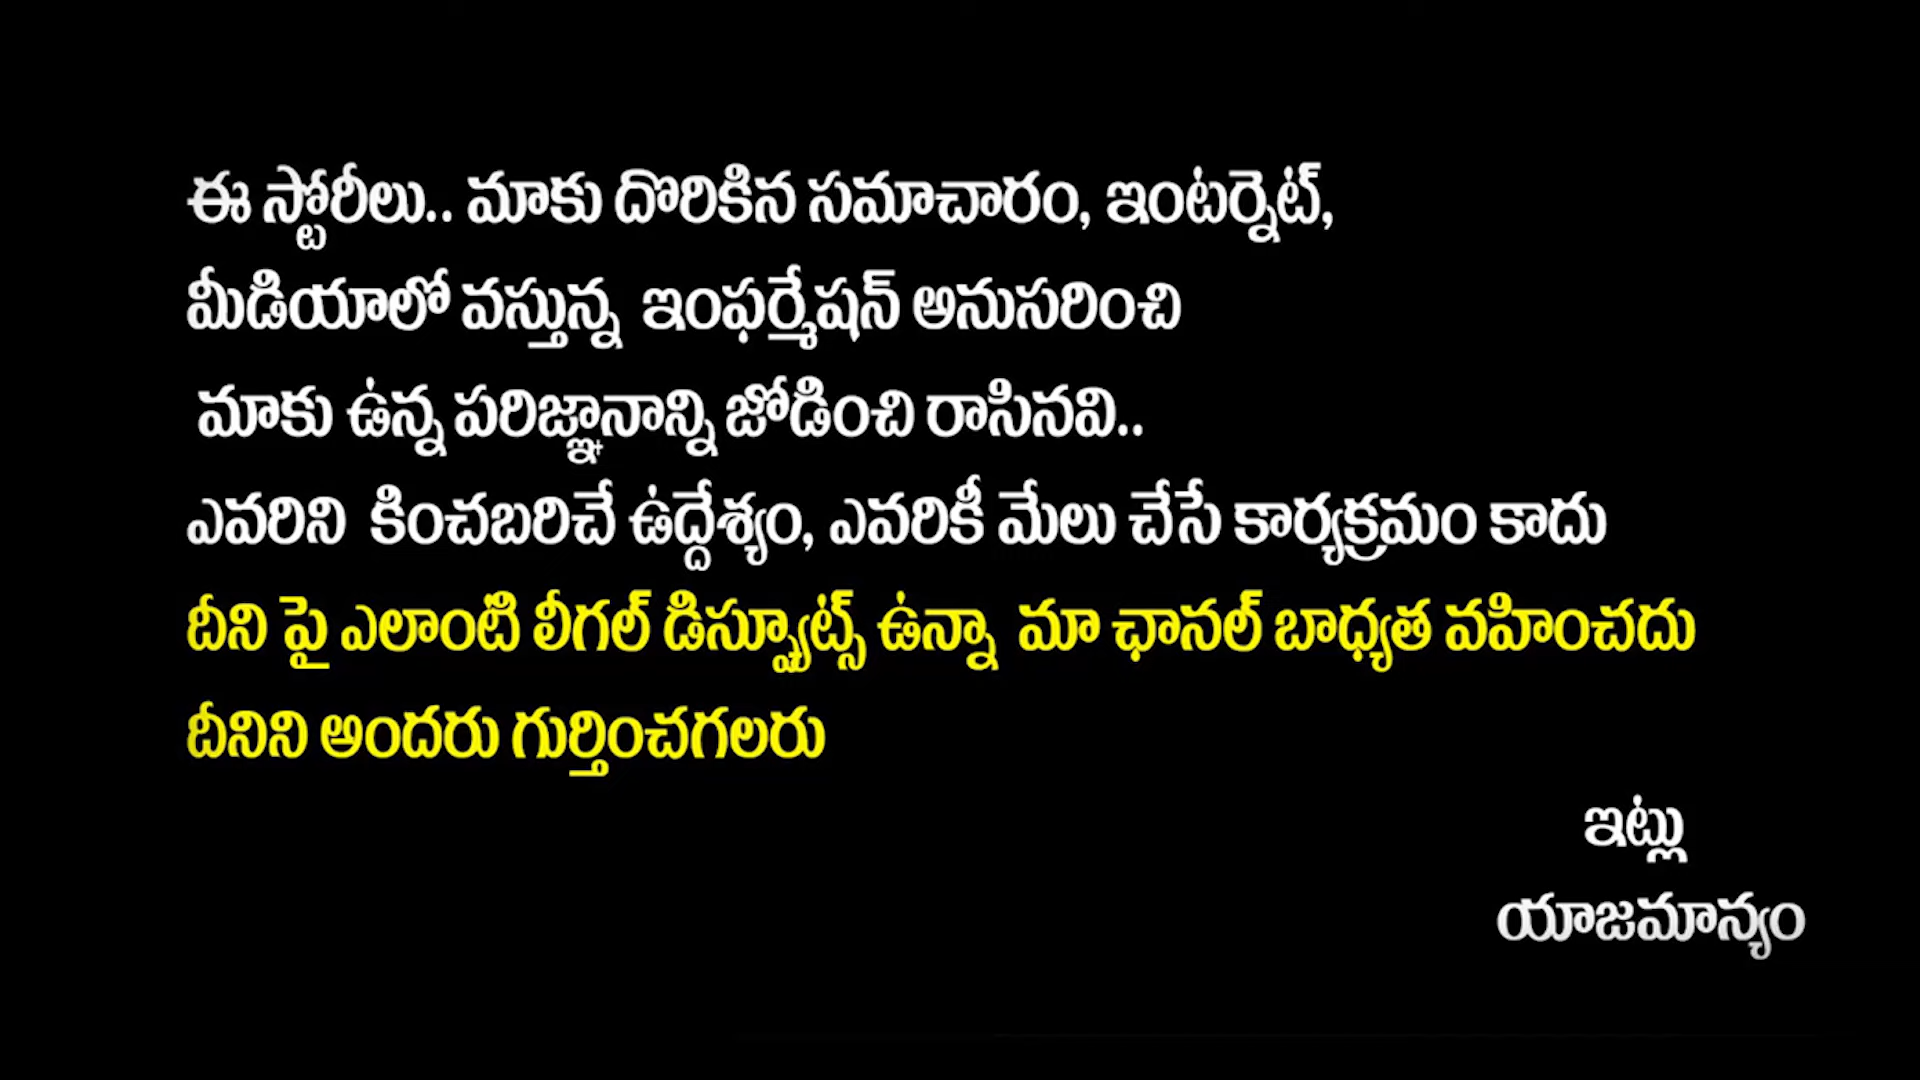 ఈ స్టోరీలు.. మాకు దొరికిన సమాచారం, ఇంటర్నెట్,
మీడియాలో వస్తున్న ఇంఫర్మేషన్ అనుసరించి
మాకు ఉన్న పరిజ్ఞానాన్ని జోడించి రాసినవి..
ఎవరిని కించబరిచే ఉద్దేశ్యం, ఎవరికీ మేలు చేసే కార్యక్రమం కాదు
దీని పై ఎలాంటి లీగల్ డిస్ప్యూట్స్ ఉన్నా మా ఛానల్ బాధ్యత వహించదు
దీనిని అందరు గుర్తించగలరు
ఇట్లు
యాజమాన్యం